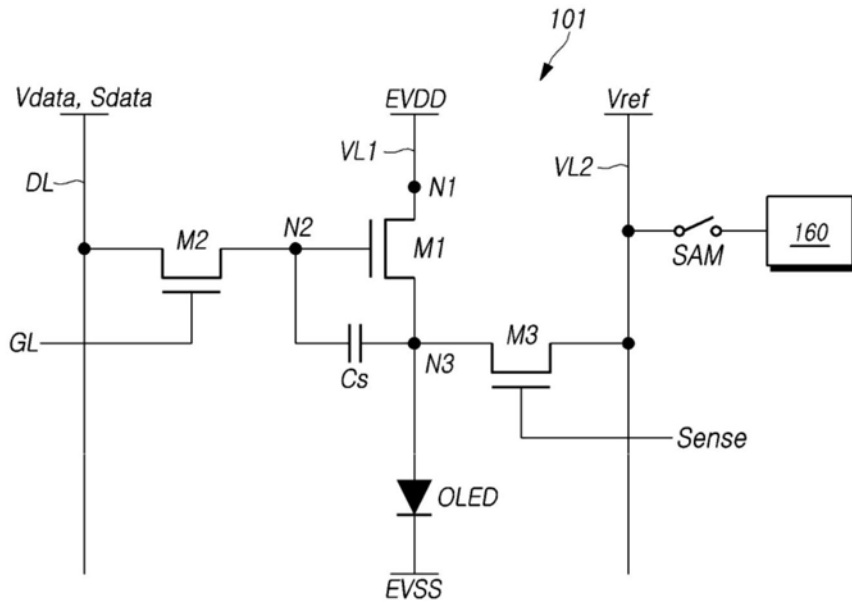 101
Vdata, Sdata
EVDD
Vref
VL1
VL2
DL
N1
M2
N2
M1
SAM
160
GL
Cs
N3
M3
Sense
OLED
EVSS